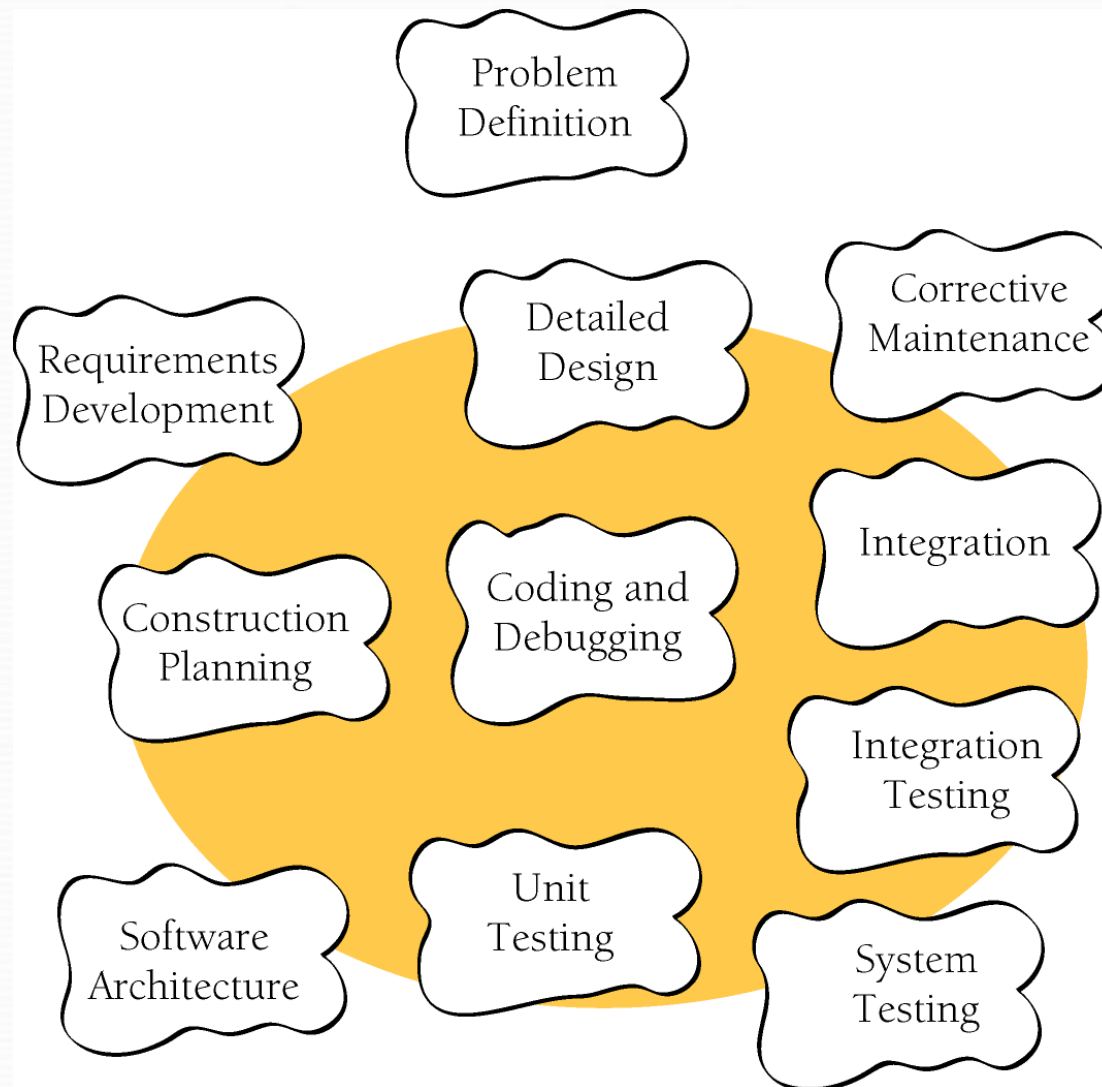 Problem
Definition
Detailed
Design
Corrective
Maintenance
Requirements
Development
Integration
Coding and
Debugging
Construction
Planning
Integration
Testing
Unit
Testing
Software
Architecture
System
Testing